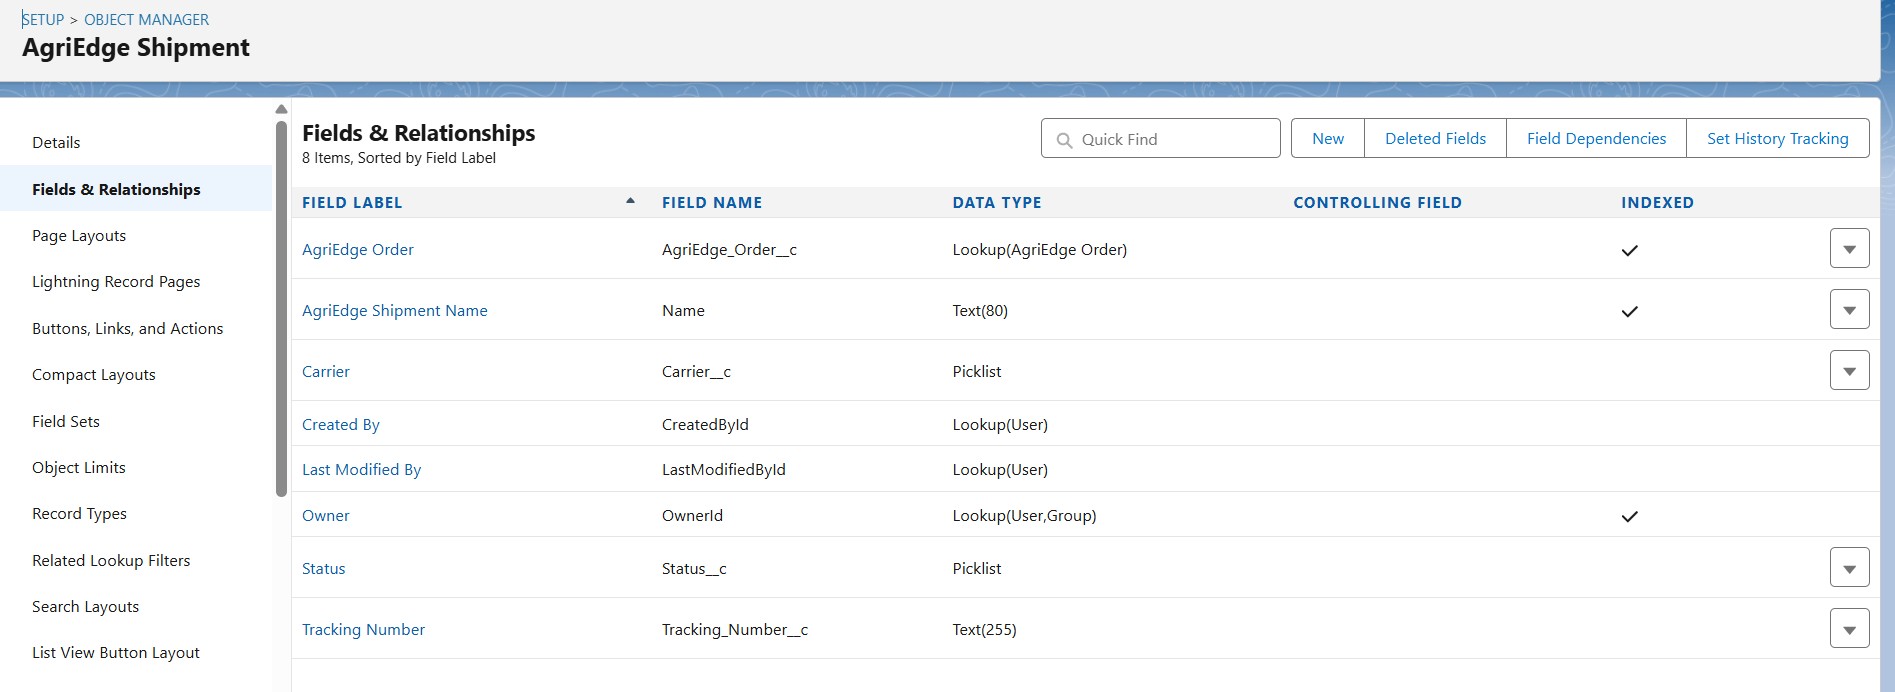 SETUP > OBJECT MANAGER
AgriEdge Shipment
Details
Fields & Relationships
Page Layouts
Lightning Record Pages
Buttons, Links, and Actions
Compact Layouts
Field Sets
Object Limits
Record Types
Related Lookup Filters
Search Layouts
List View Button Layout
Fields & Relationships
8 Items, Sorted by Field Label
Quick Find
New
Deleted Fields
Field Dependencies
Set History Tracking
FIELD LABEL FIELD NAME DATA TYPE CONTROLLING FIELD INDEXED
AgriEdge Order AgriEdge_Order__c Lookup(AgriEdge Order)
AgriEdge Shipment Name Name Text(80)
Carrier Carrier__c Picklist
Created By CreatedById Lookup(User)
Last Modified By LastModifiedById Lookup(User)
Owner OwnerId Lookup(User,Group)
Status Status__c Picklist
Tracking Number Tracking_Number__c Text(255)